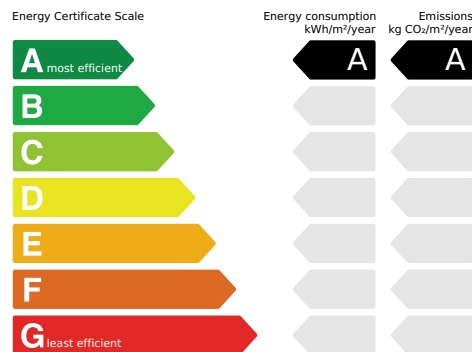 Energy Certificate Scale
Energy consumption
kWh/m²/year
Emissions
kg CO₂/m²/year
A most efficient
A
A
B
C
D
E
F
G least efficient